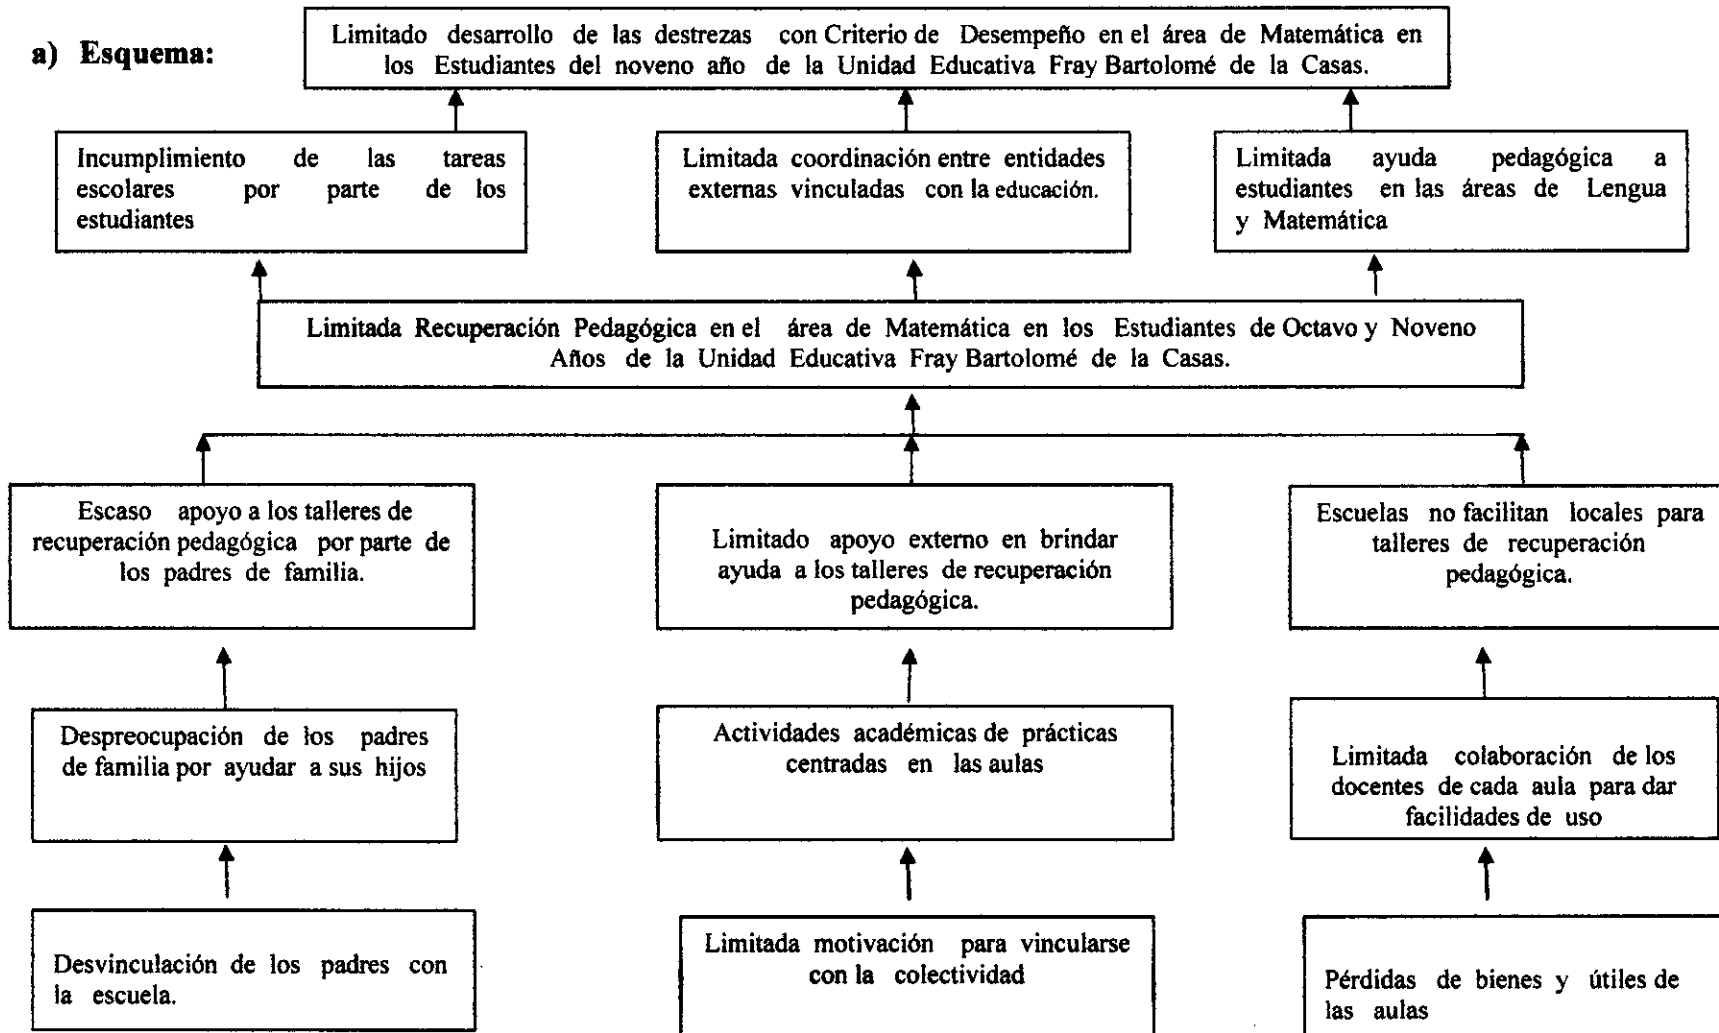 a) Esquema:
Limitado desarrollo de las destrezas con Criterio de Desempeño en el área de Matemática en
los Estudiantes del noveno año de la Unidad Educativa Fray Bartolomé de la Casas.
Incumplimiento de las tareas
escolares por parte de los
estudiantes
Limitada coordinación entre entidades
externas vinculadas con la educación.
Limitada ayuda pedagógica a
estudiantes en las áreas de Lengua
y Matemática
Limitada Recuperación Pedagógica en el área de Matemática en los Estudiantes de Octavo y Noveno
Años de la Unidad Educativa Fray Bartolomé de la Casas.
Escaso apoyo a los talleres de
recuperación pedagógica por parte de
los padres de familia.
Limitado apoyo externo en brindar
ayuda a los talleres de recuperación
pedagógica.
Escuelas no facilitan locales para
talleres de recuperación
pedagógica.
Despreocupación de los padres
de familia por ayudar a sus hijos
Actividades académicas de prácticas
centradas en las aulas
Limitada colaboración de los
docentes de cada aula para dar
facilidades de uso
Desvinculación de los padres con
la escuela.
Limitada motivación para vincularse
con la colectividad
Pérdidas de bienes y útiles de
las aulas